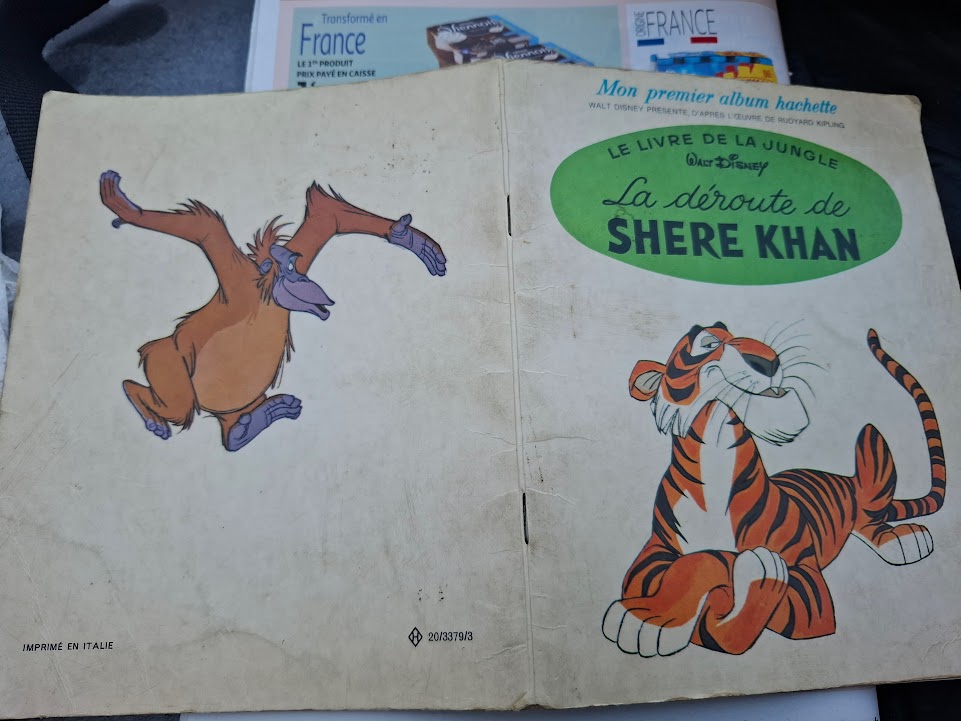 Transformé en
France
LE 1ER PRODUIT
PRIX PAYÉ EN CAISSE
ORIGINE
FRANCE
Mon premier album hachette
WALT DISNEY PRÉSENTE, D'APRÈS L'ŒUVRE DE RUDYARD KIPLING
LE LIVRE DE LA JUNGLE
WALT DISNEY
La déroute de
SHERE KHAN
IMPRIMÉ EN ITALIE
H 20/3379/3